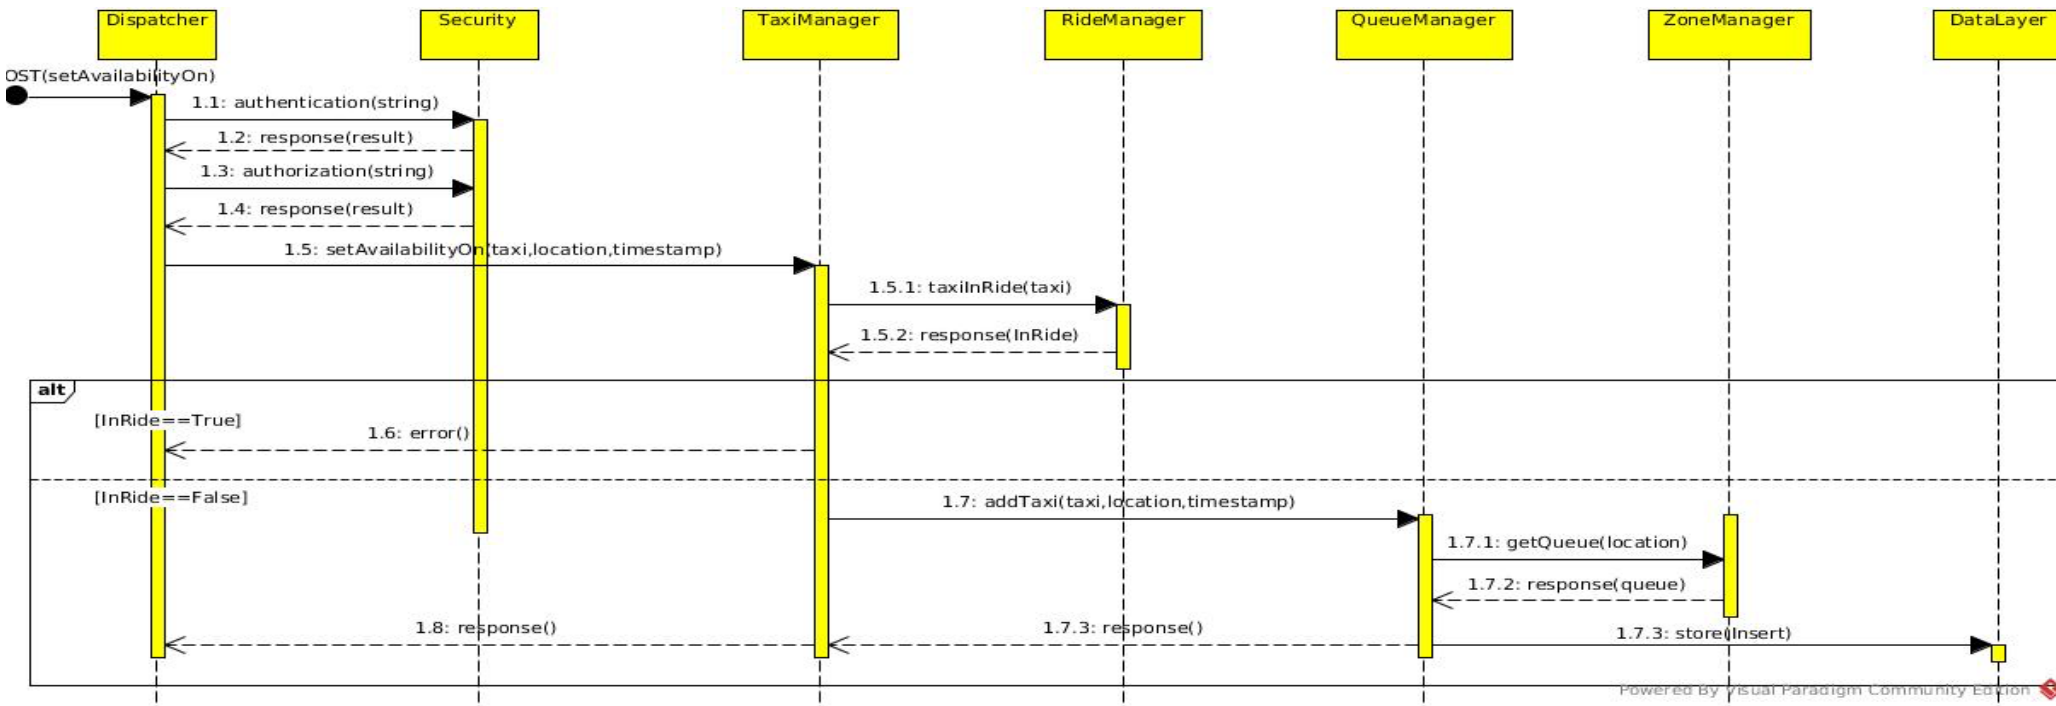 Dispatcher
Security
TaxiManager
RideManager
QueueManager
ZoneManager
DataLayer
OST(setAvailabilityOn)
1.1: authentication(string)
1.2: response(result)
1.3: authorization(string)
1.4: response(result)
1.5: setAvailabilityOn(taxi,location,timestamp)
1.5.1: taxiInRide(taxi)
1.5.2: response(InRide)
alt
[InRide==True]
1.6: error()
[InRide==False]
1.7: addTaxi(taxi,location,timestamp)
1.7.1: getQueue(location)
1.7.2: response(queue)
1.8: response()
1.7.3: response()
1.7.3: store(Insert)
Powered By Visual Paradigm Community Edition